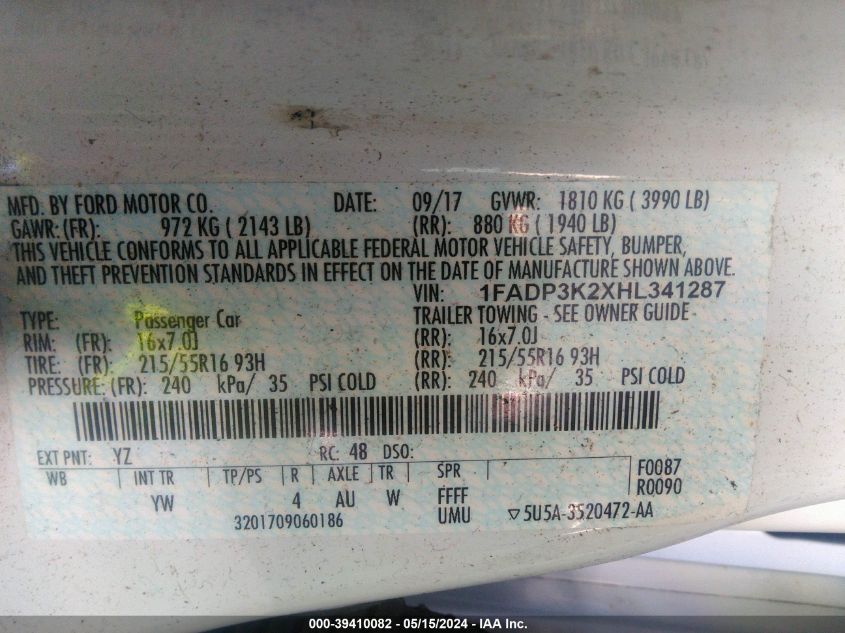 MFD. BY FORD MOTOR CO. DATE: 09/17 GVWR: 1810 KG ( 3990 LB)
GAWR: (FR): 972 KG ( 2143 LB) (RR): 880 KG ( 1940 LB)
THIS VEHICLE CONFORMS TO ALL APPLICABLE FEDERAL MOTOR VEHICLE SAFETY, BUMPER,
AND THEFT PREVENTION STANDARDS IN EFFECT ON THE DATE OF MANUFACTURE SHOWN ABOVE.
VIN: 1FADP3K2XHL341287
TYPE: Passenger Car TRAILER TOWING - SEE OWNER GUIDE -
RIM: (FR): 16x7.0J (RR): 16x7.0J
TIRE: (FR): 215/55R16 93H (RR): 215/55R16 93H
PRESSURE: (FR): 240 kPa/ 35 PSI COLD (RR): 240 kPa/ 35 PSI COLD
EXT PNT: YZ RC: 48 DSO:
WB INT TR TP/PS R AXLE TR SPR F0087
YW 4 AU W FFFF R0090
3201709060186 UMU ▽5U5A-3520472-AA
000-39410082 - 05/15/2024 - IAA Inc.